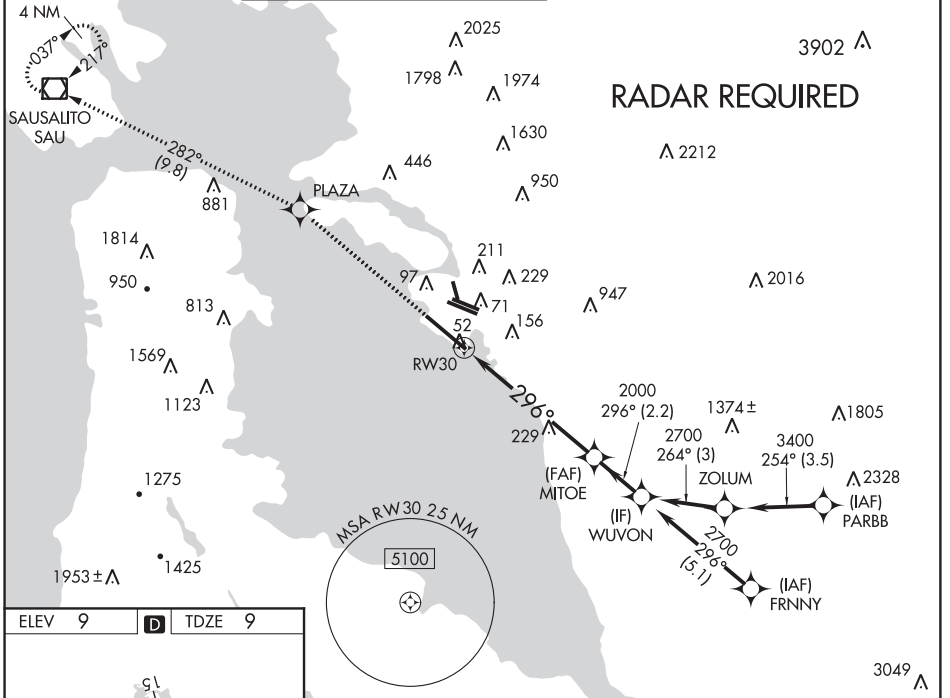 4 NM
037°
217°
SAUSALITO
SAU
2025
1798
1974
3902
RADAR REQUIRED
1630
2212
282°
(9.8)
446
950
881
PLAZA
1814
950
211
97
229
2016
813
71
947
52
156
1569
RW30
1123
296°
2000
296° (2.2)
1374±
1805
229
2700
264° (3)
3400
254° (3.5)
ZOLUM
2328
(FAF)
MITOE
(IAF)
PARBB
1275
(IF)
WUVON
MSA RW30 25 NM
2700
296°
(5.1)
5100
1425
1953±
(IAF)
FRNNY
ELEV 9 D TDZE 9
3049
15